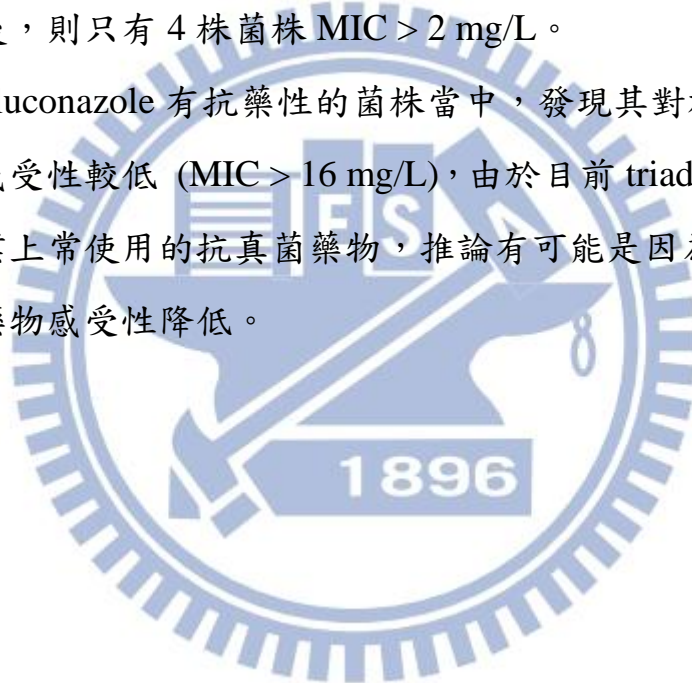 ，則只有 4 株菌株 MIC > 2 mg/L。
luconazole 有抗藥性的菌株當中，發現其對
受性較低 (MIC > 16 mg/L)，由於目前 triad
上常使用的抗真菌藥物，推論有可能是因
物感受性降低。
E S A
1896